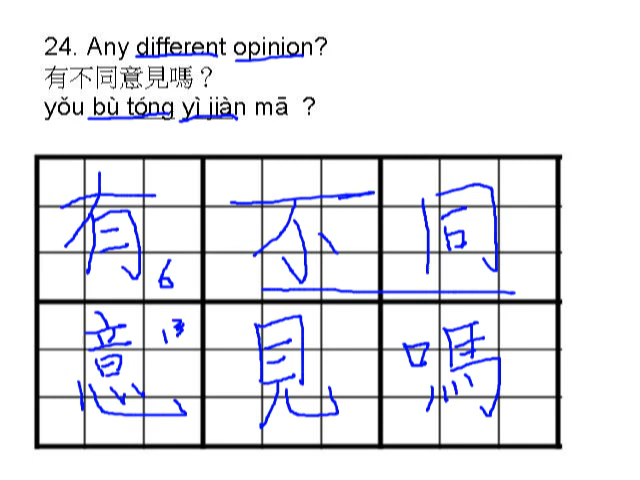 24. Any different opinion?
有不同意見嗎？
yǒu bù tóng yì jiàn mā ？
有 不 同
6
意 見 嗎
13